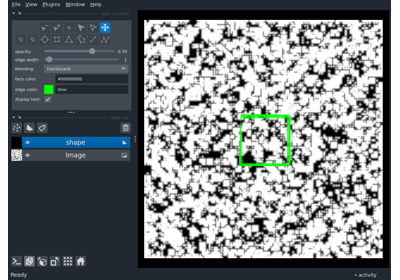 File View Plugins Window Help
opacity: 0.70
edge width: 1
blending: translucent
face color: #00000000
edge color: lime
display text:
shape
Image
Ready
activity